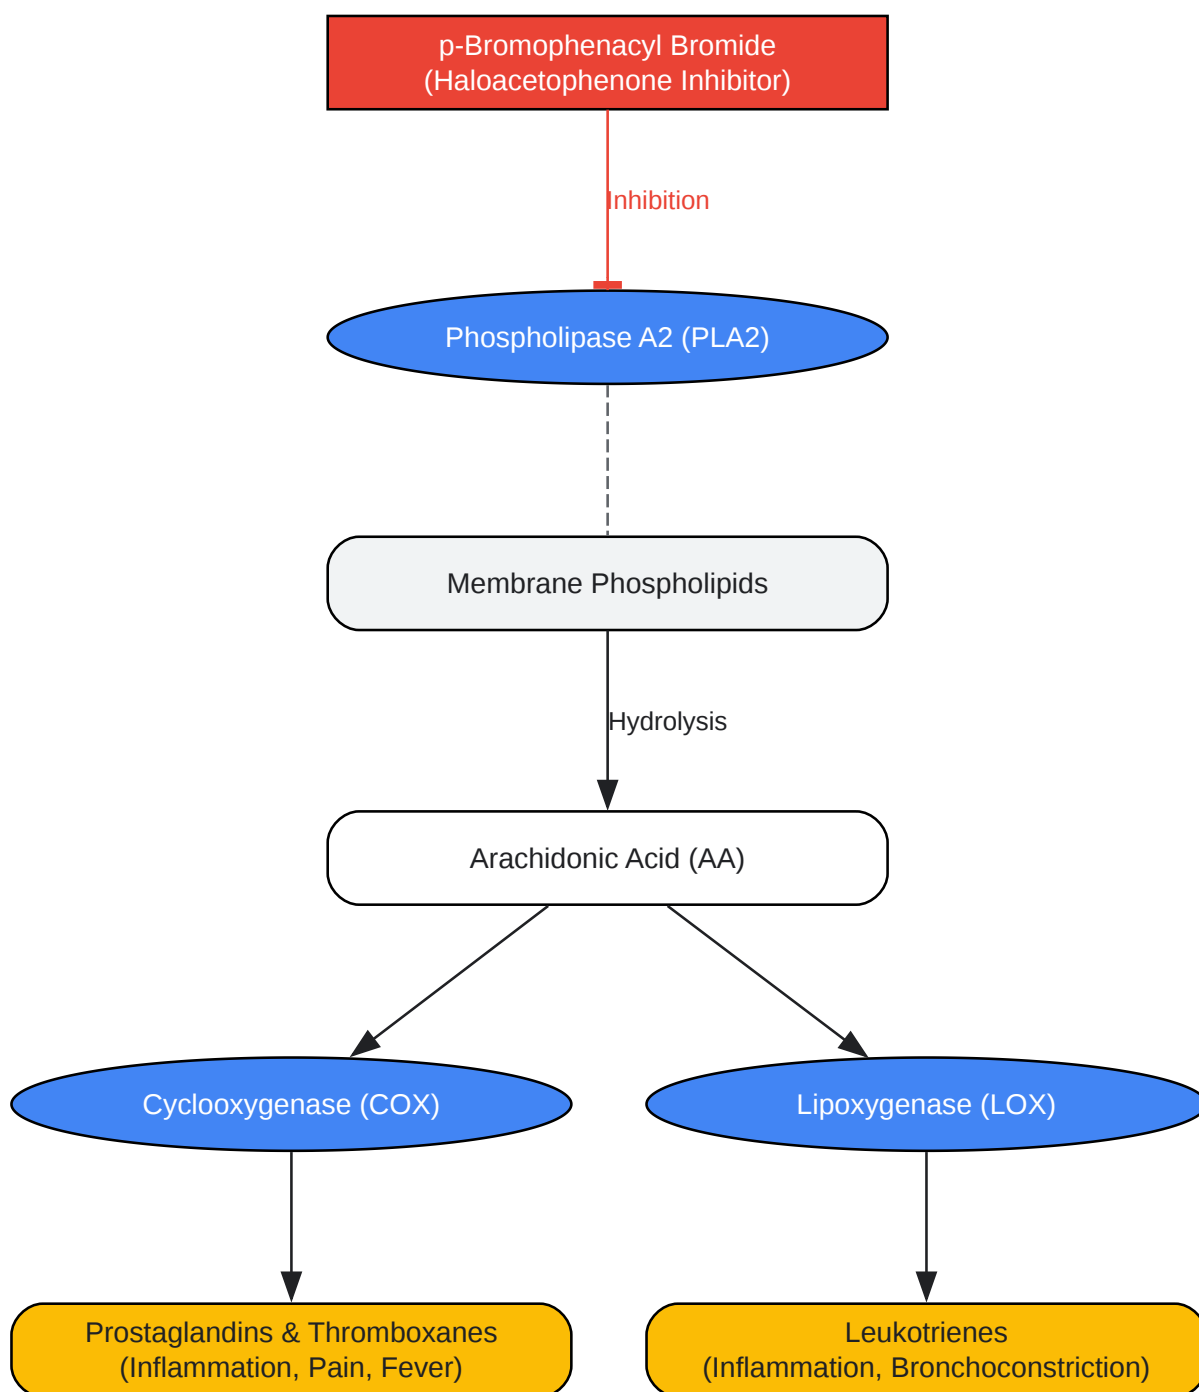 p-Bromophenacyl Bromide
(Haloacetophenone Inhibitor)
Inhibition
Phospholipase A2 (PLA2)
Membrane Phospholipids
Hydrolysis
Arachidonic Acid (AA)
Cyclooxygenase (COX)
Lipoxygenase (LOX)
Prostaglandins & Thromboxanes
(Inflammation, Pain, Fever)
Leukotrienes
(Inflammation, Bronchoconstriction)